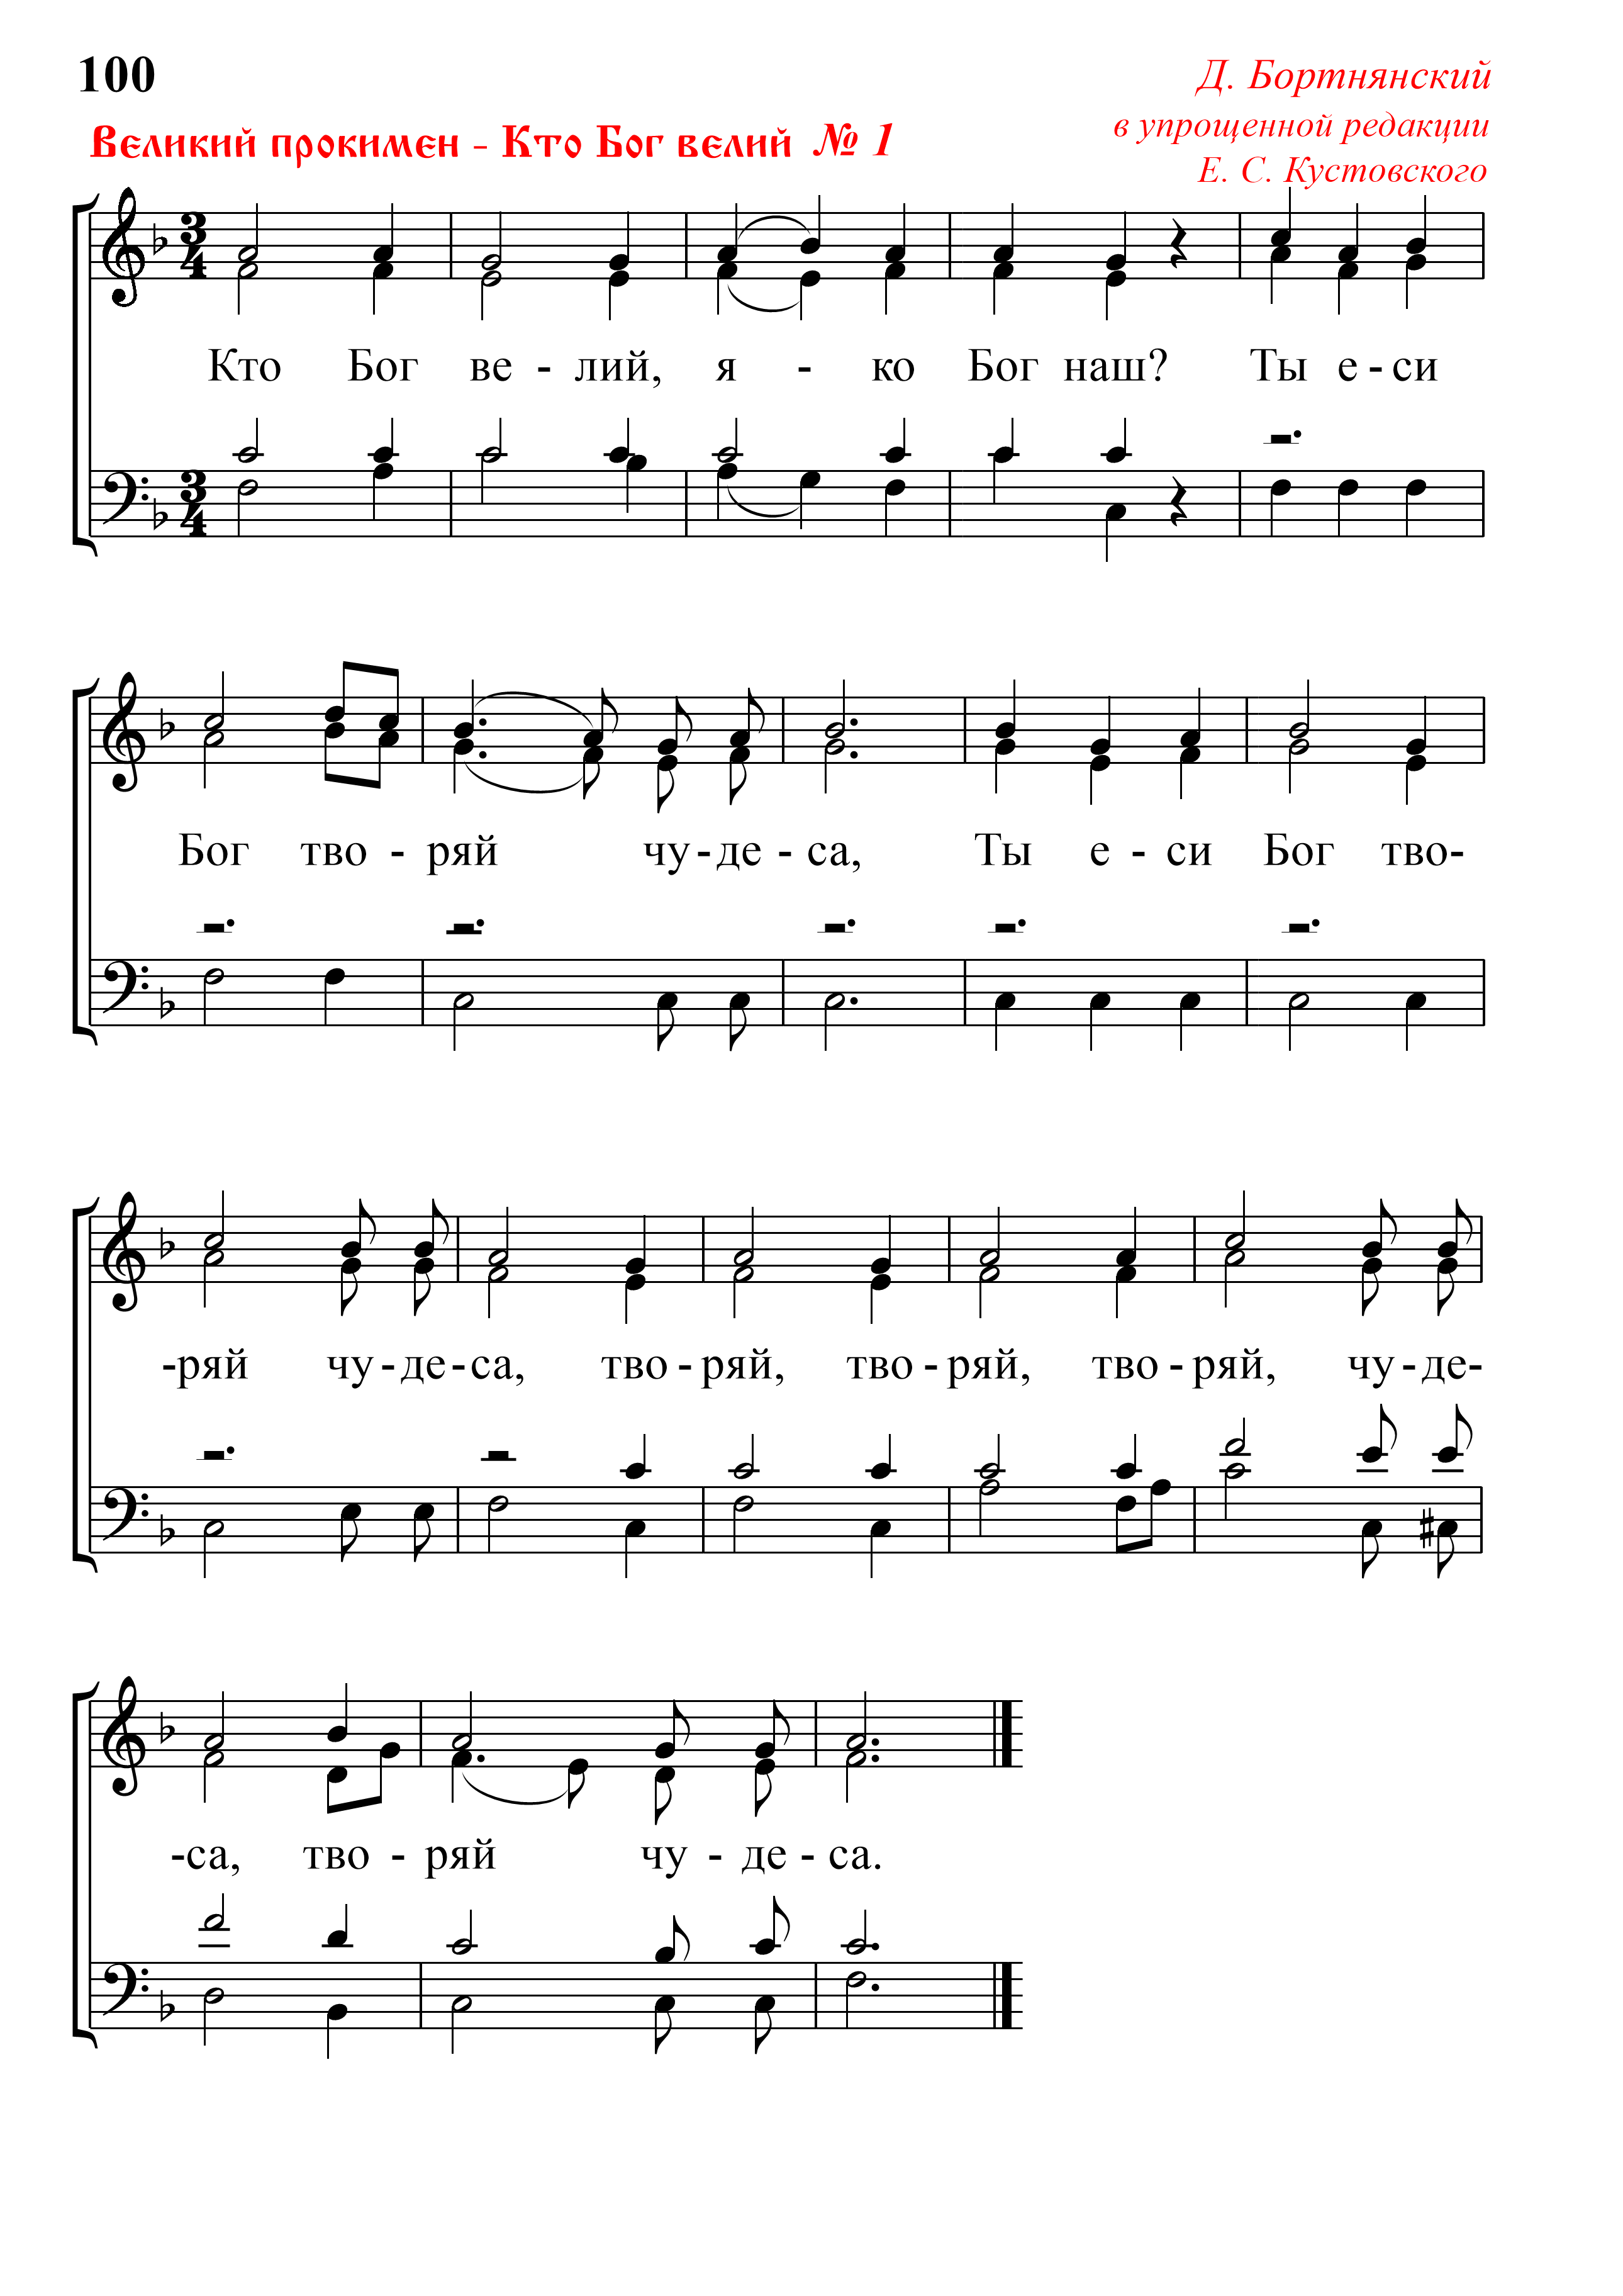 100
Д. Бортнянский
в упрощенной редакции
Великий прокимен - Кто Бог велий № 1
Е. С. Кустовского
3 4
Кто Бог ве - лий, я - ко Бог наш? Ты е - си
3 4
Бог тво - ряй чу - де - са, Ты е - си Бог тво-
-ряй чу - де - са, тво - ряй, тво - ряй, тво - ряй, чу - де-
-са, тво - ряй чу - де - са.